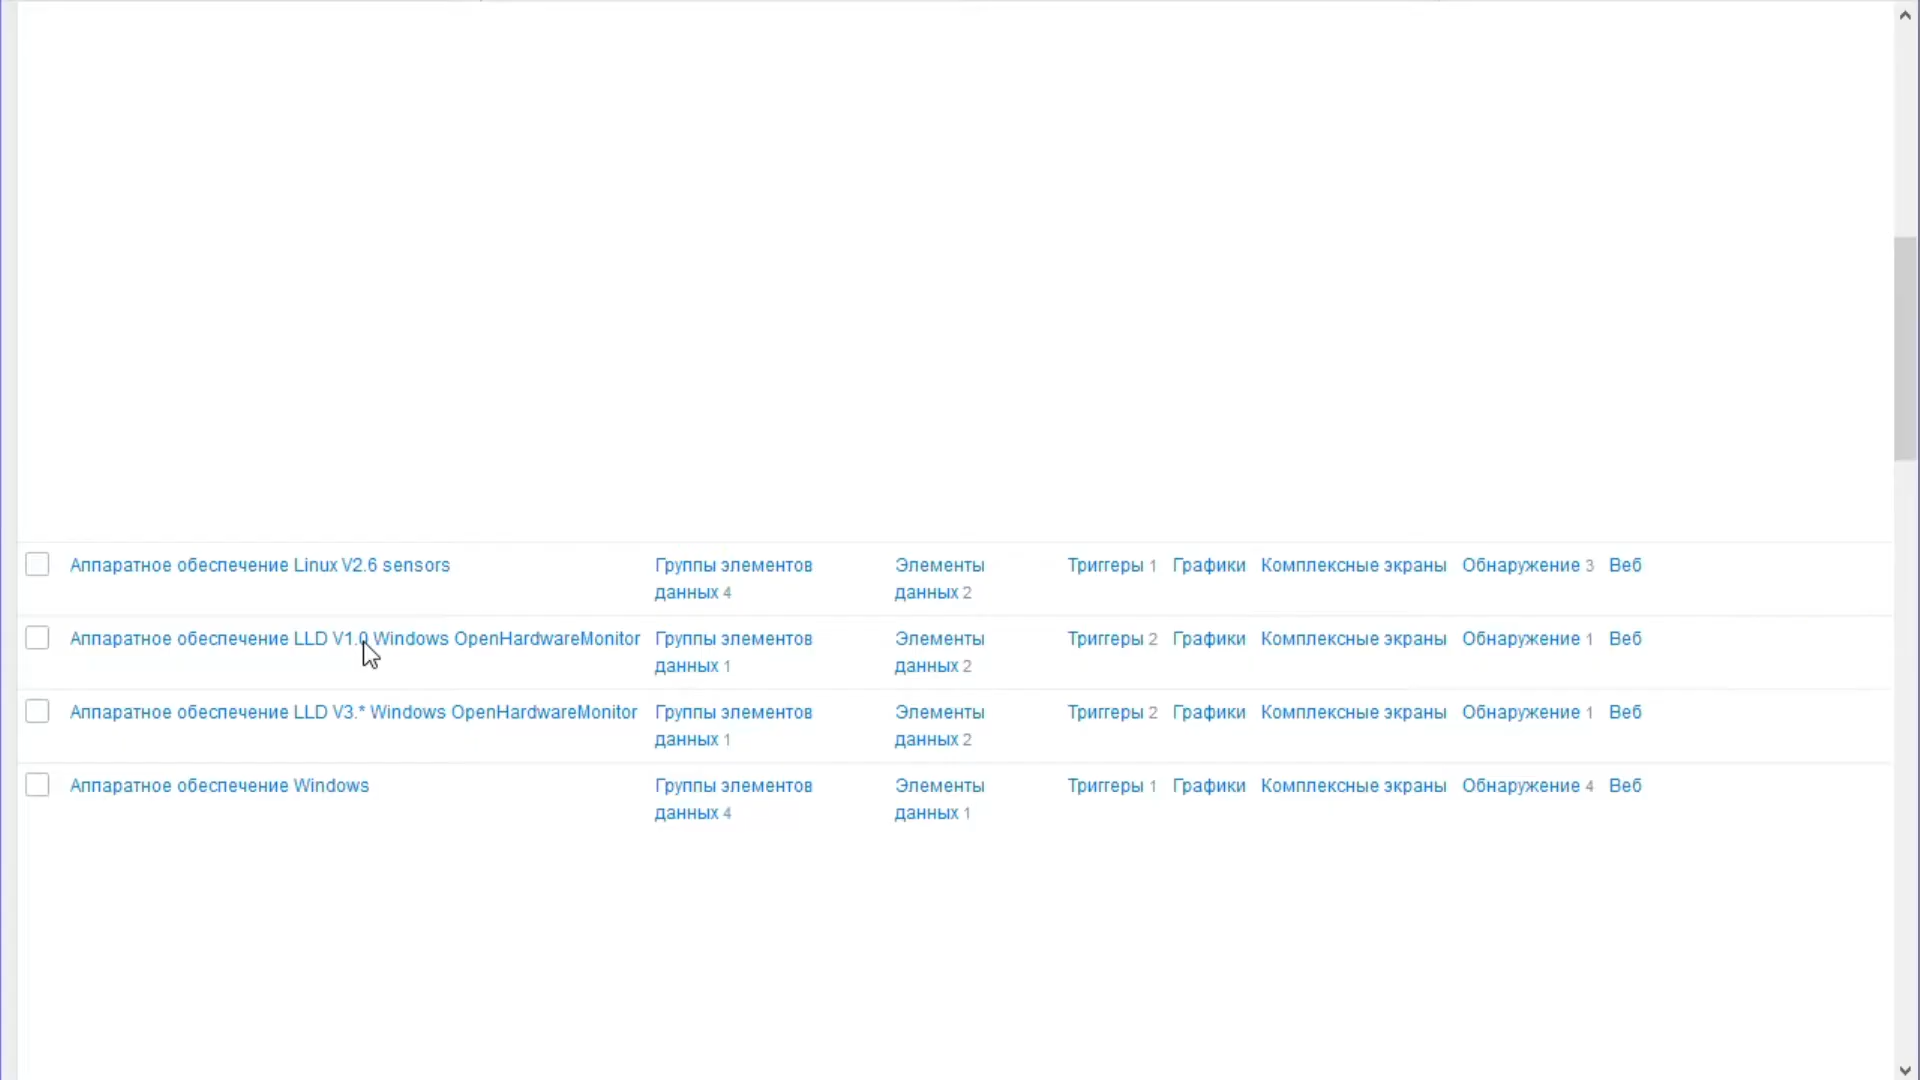 Аппаратное обеспечение Linux V2.6 sensors Группы элементов Элементы Триггеры 1 Графики Комплексные экраны Обнаружение 3 Веб
данных 4 данных 2
Аппаратное обеспечение LLD V1.0 Windows OpenHardwareMonitor Группы элементов Элементы Триггеры 2 Графики Комплексные экраны Обнаружение 1 Веб
данных 1 данных 2
Аппаратное обеспечение LLD V3.* Windows OpenHardwareMonitor Группы элементов Элементы Триггеры 2 Графики Комплексные экраны Обнаружение 1 Веб
данных 1 данных 2
Аппаратное обеспечение Windows Группы элементов Элементы Триггеры 1 Графики Комплексные экраны Обнаружение 4 Веб
данных 4 данных 1